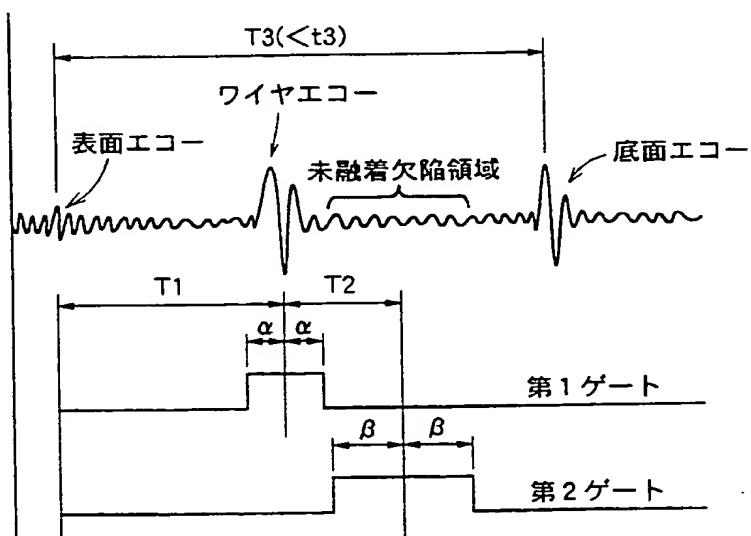 T3(<t3)
ワイヤエコー
表面エコー
底面エコー
未融着欠陥領域
T1
T2
α
α
第1ゲート
β
β
第2ゲート